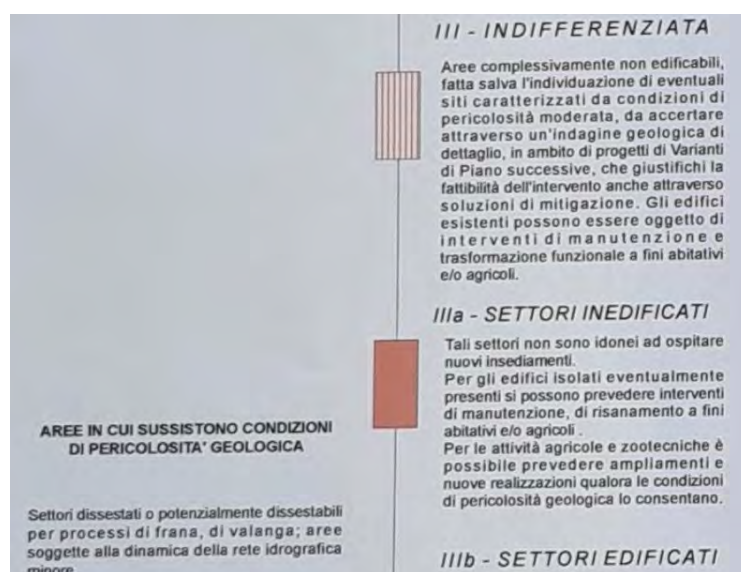 III - INDIFFERENZIATA
Aree complessivamente non edificabili,
fatta salva l'individuazione di eventuali
siti caratterizzati da condizioni di
pericolosità moderata, da accertare
attraverso un'indagine geologica di
dettaglio, in ambito di progetti di Varianti
di Piano successive, che giustifichi la
fattibilità dell'intervento anche attraverso
soluzioni di mitigazione. Gli edifici
esistenti possono essere oggetto di
interventi di manutenzione e
trasformazione funzionale a fini abitativi
e/o agricoli.
IIIa - SETTORI INEDIFICATI
Tali settori non sono idonei ad ospitare
nuovi insediamenti.
Per gli edifici isolati eventualmente
presenti si possono prevedere interventi
di manutenzione, di risanamento a fini
abitativi e/o agricoli .
Per le attività agricole e zootecniche è
possibile prevedere ampliamenti e
nuove realizzazioni qualora le condizioni
di pericolosità geologica lo consentano.
IIIb - SETTORI EDIFICATI
AREE IN CUI SUSSISTONO CONDIZIONI
DI PERICOLOSITA' GEOLOGICA
Settori dissestati o potenzialmente dissestabili
per processi di frana, di valanga; aree
soggette alla dinamica della rete idrografica
minore